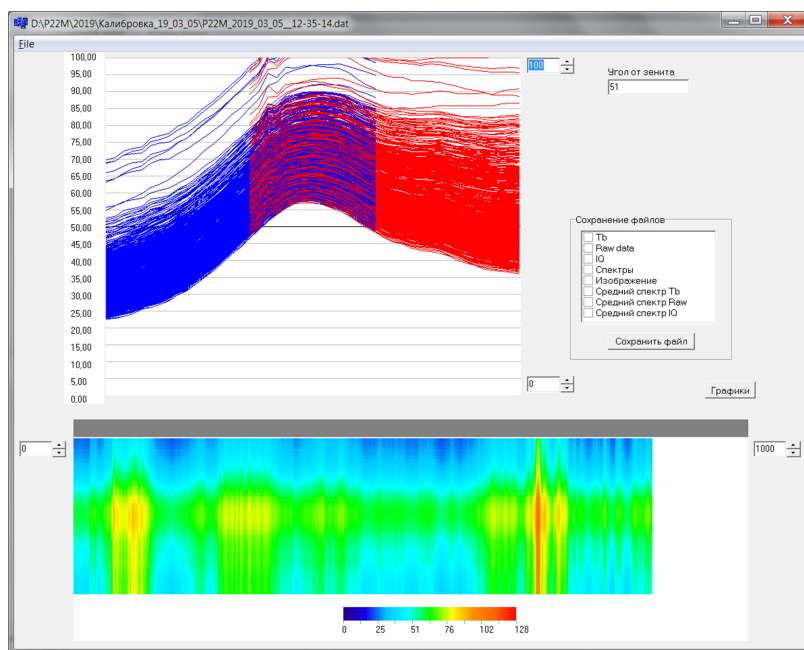 D:\P22M\2019\Калибровка_19_03_05\P22M_2019_03_05__12-35-14.dat
File
100,00
95,00
90,00
85,00
80,00
75,00
70,00
65,00
60,00
55,00
50,00
45,00
40,00
35,00
30,00
25,00
20,00
15,00
10,00
5,00
0,00
100
Угол от зенита
51
Сохранение файлов
Tb
Raw data
IQ
Спектры
Изображение
Средний спектр Tb
Средний спектр Raw
Средний спектр IQ
Сохранить файл
0
Графики
0
1000
0 25 51 76 102 128